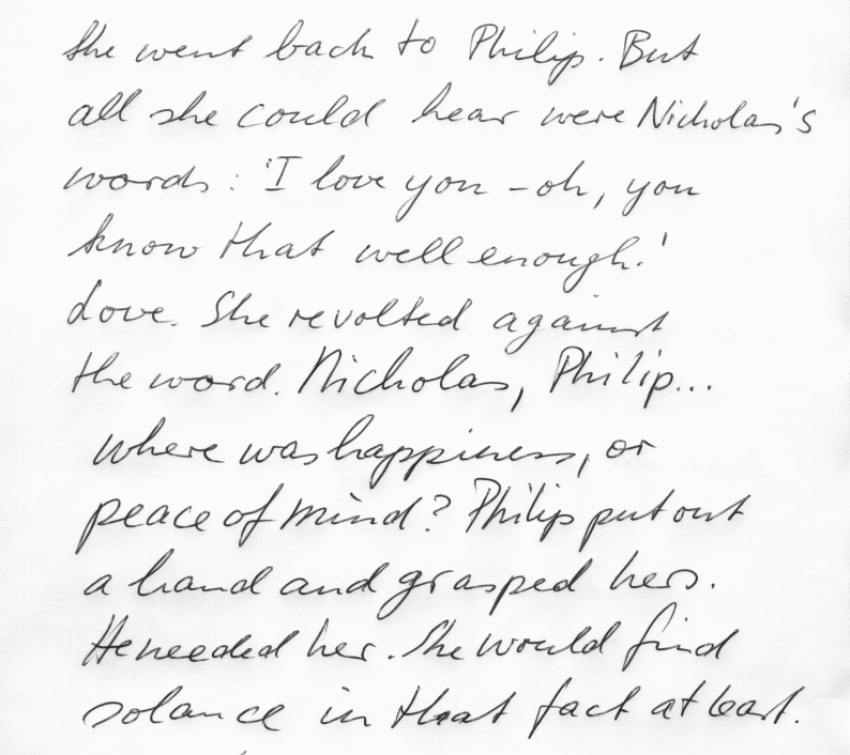 She went back to Philip. But
all she could hear were Nicholas's
words: 'I love you - oh, you
know that well enough.'
Love. She revolted against
the word. Nicholas, Philip...
where was happiness, or
peace of mind? Philip put out
a hand and grasped hers.
He needed her. She would find
solance in that fact at least.